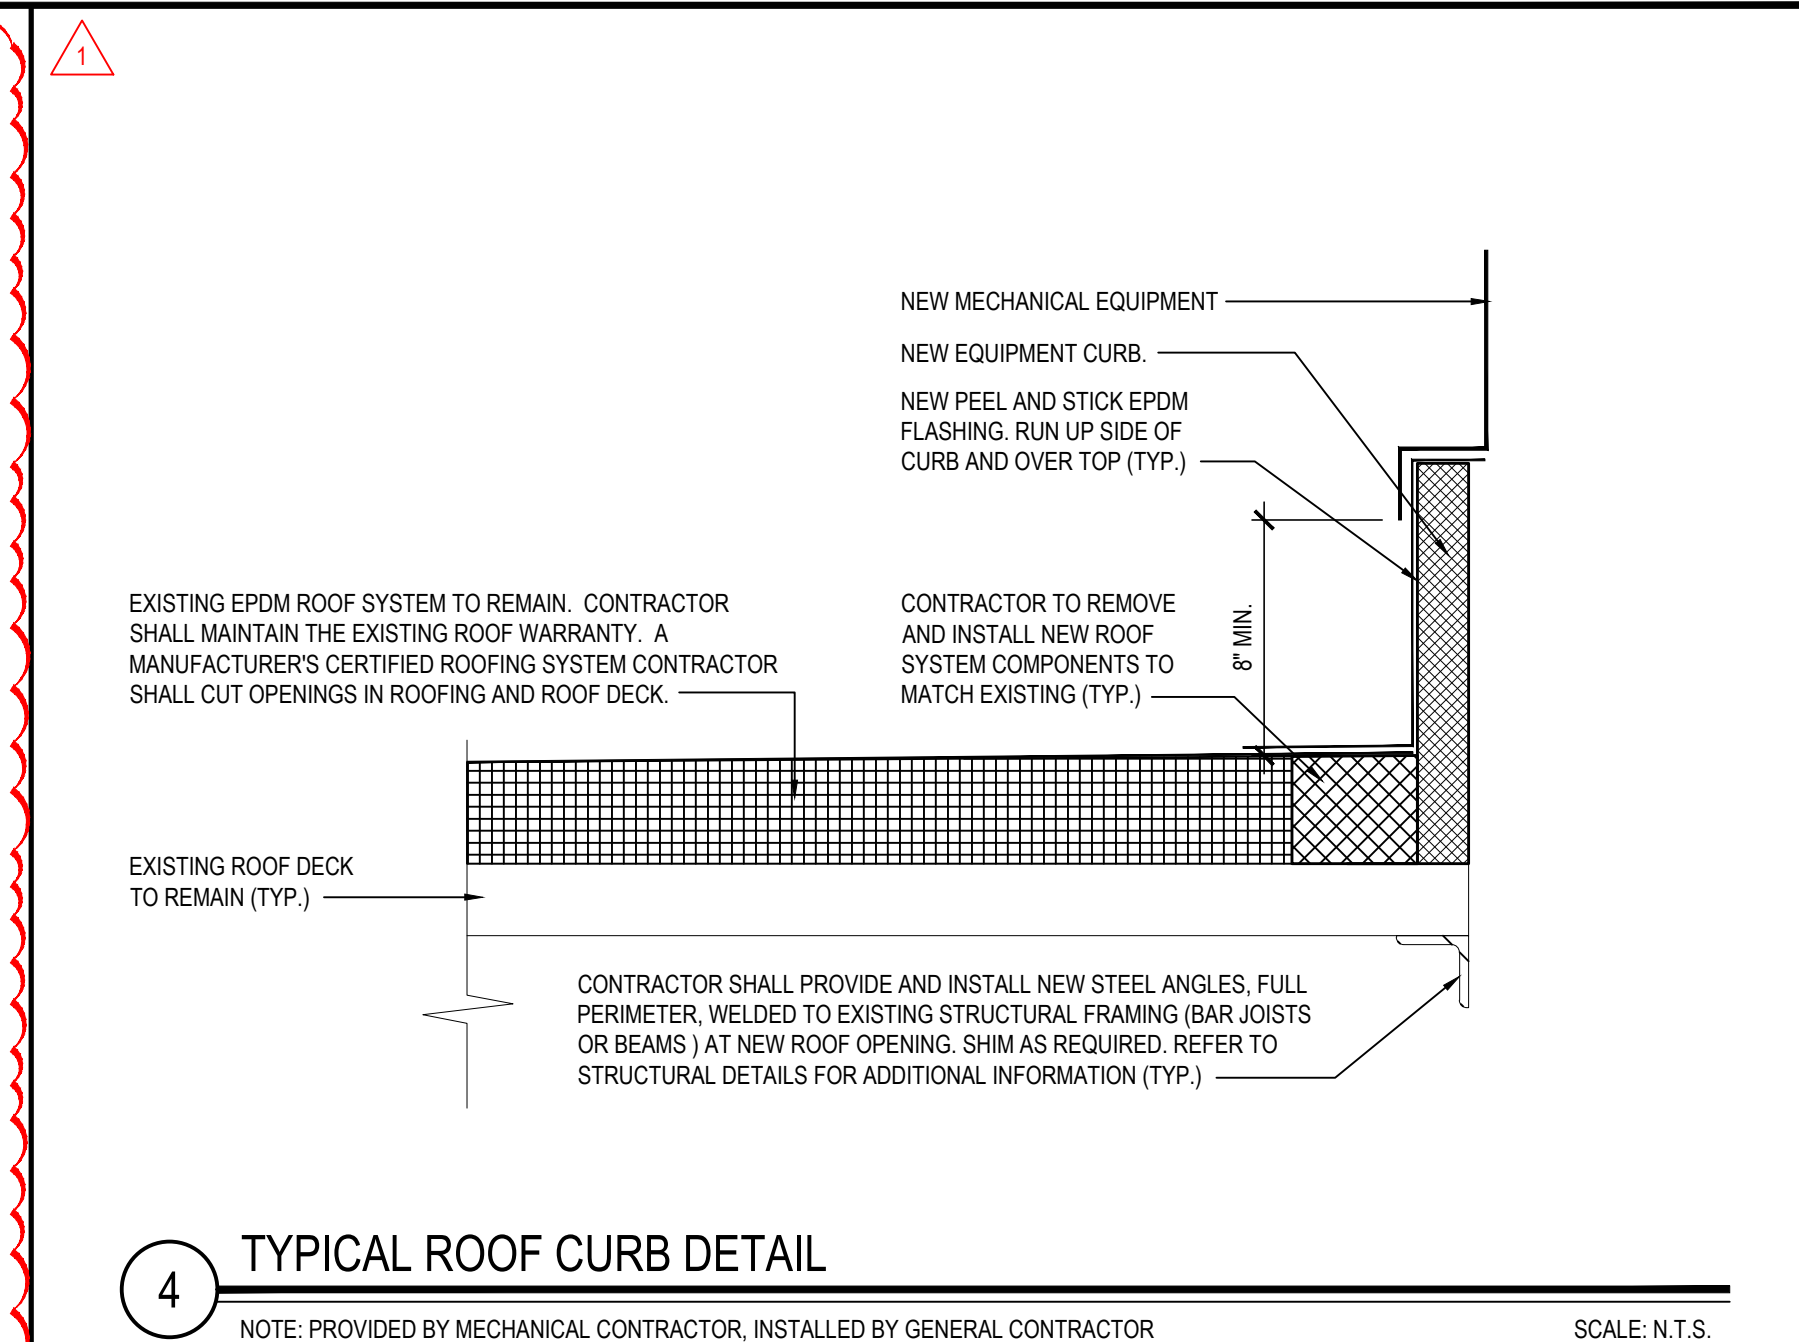 1
NEW MECHANICAL EQUIPMENT
NEW EQUIPMENT CURB.
NEW PEEL AND STICK EPDM
FLASHING. RUN UP SIDE OF
CURB AND OVER TOP (TYP.)
EXISTING EPDM ROOF SYSTEM TO REMAIN.  CONTRACTOR
SHALL MAINTAIN THE EXISTING ROOF WARRANTY.  A
MANUFACTURER'S CERTIFIED ROOFING SYSTEM CONTRACTOR
SHALL CUT OPENINGS IN ROOFING AND ROOF DECK.
CONTRACTOR TO REMOVE
AND INSTALL NEW ROOF
SYSTEM COMPONENTS TO
MATCH EXISTING (TYP.)
8" MIN.
EXISTING ROOF DECK
TO REMAIN (TYP.)
CONTRACTOR SHALL PROVIDE AND INSTALL NEW STEEL ANGLES, FULL
PERIMETER, WELDED TO EXISTING STRUCTURAL FRAMING (BAR JOISTS
OR BEAMS ) AT NEW ROOF OPENING. SHIM AS REQUIRED. REFER TO
STRUCTURAL DETAILS FOR ADDITIONAL INFORMATION (TYP.)
4
TYPICAL ROOF CURB DETAIL
NOTE: PROVIDED BY MECHANICAL CONTRACTOR, INSTALLED BY GENERAL CONTRACTOR
SCALE: N.T.S.